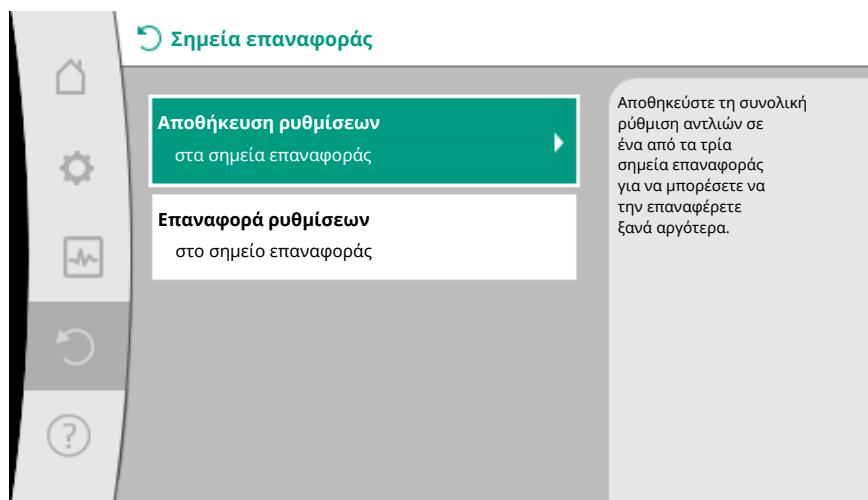 Σημεία επαναφοράς
Αποθήκευση ρυθμίσεων
στα σημεία επαναφοράς
Επαναφορά ρυθμίσεων
στο σημείο επαναφοράς
Αποθηκεύστε τη συνολική
ρύθμιση αντλιών σε
ένα από τα τρία
σημεία επαναφοράς
για να μπορέσετε να
την επαναφέρετε
ξανά αργότερα.
?